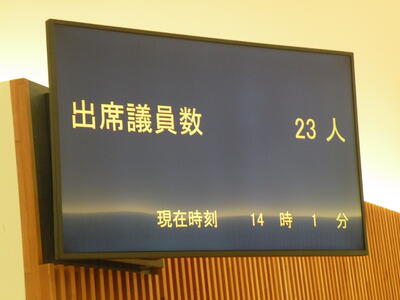 出席議員数 23 人
現在時刻 14 時 1 分